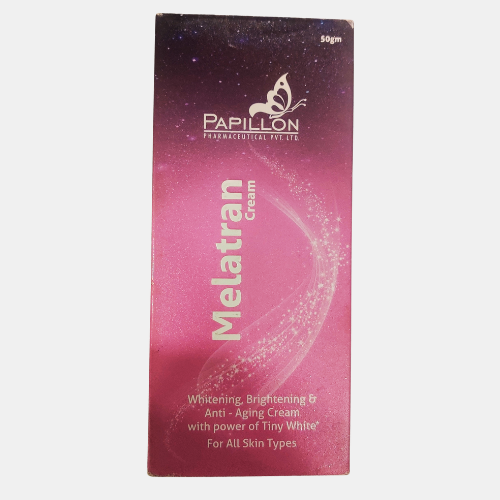 50gm
PAPILLON
PHARMACEUTICAL PVT. LTD.
Melatran
Cream
Whitening, Brightening &
Anti - Aging Cream
with power of Tiny White*
For All Skin Types